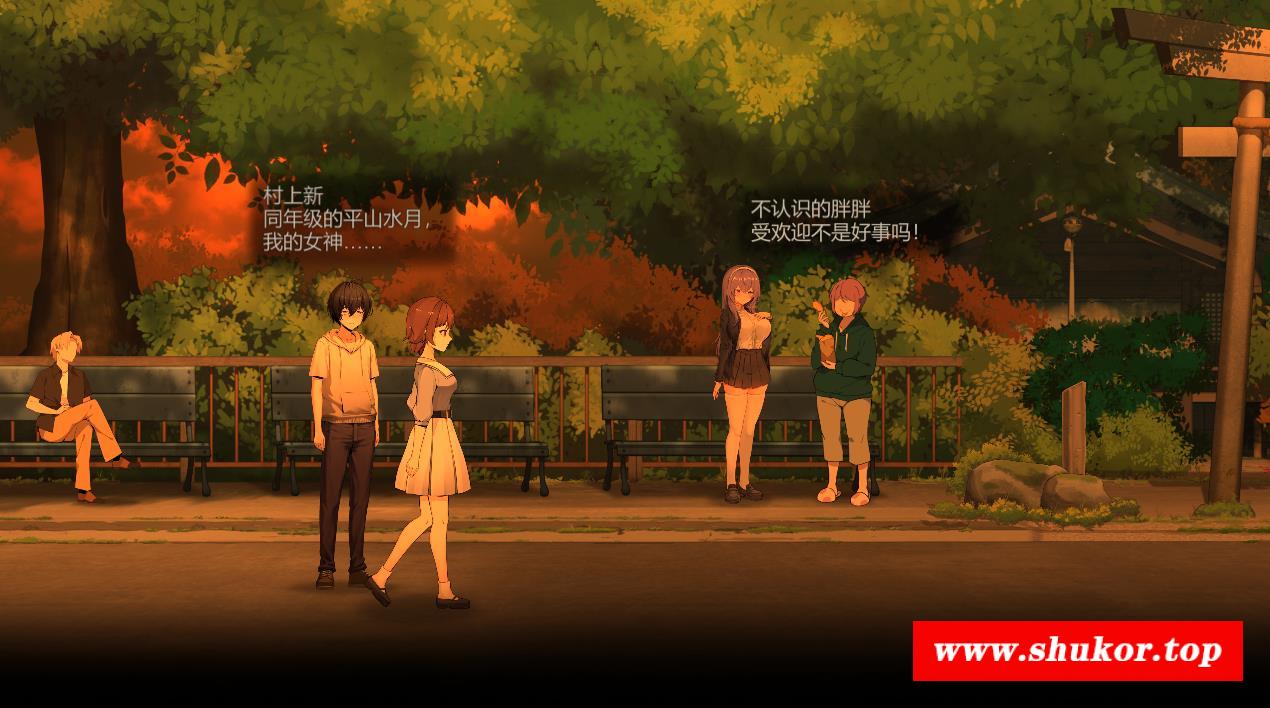 村上新
同年级的平山水月，
我的女神……
不认识的胖胖
受欢迎不是好事吗！
www.shukor.top